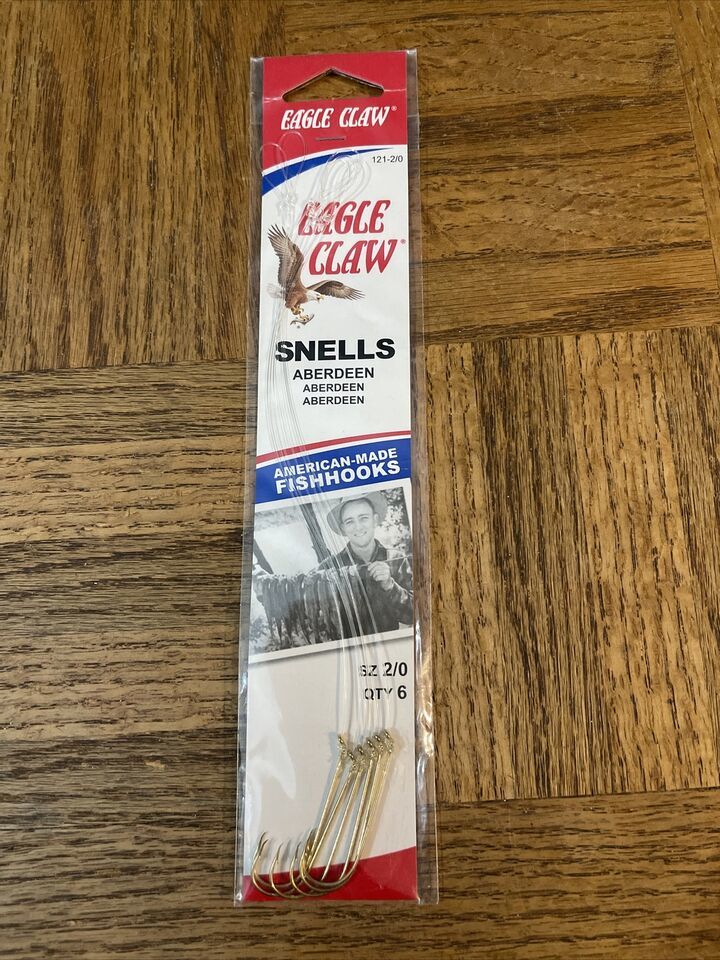 EAGLE CLAW®
121-2/0
EAGLE
CLAW®
SNELLS
ABERDEEN
ABERDEEN
ABERDEEN
AMERICAN-MADE
FISHHOOKS
SZ 2/0
QTY 6